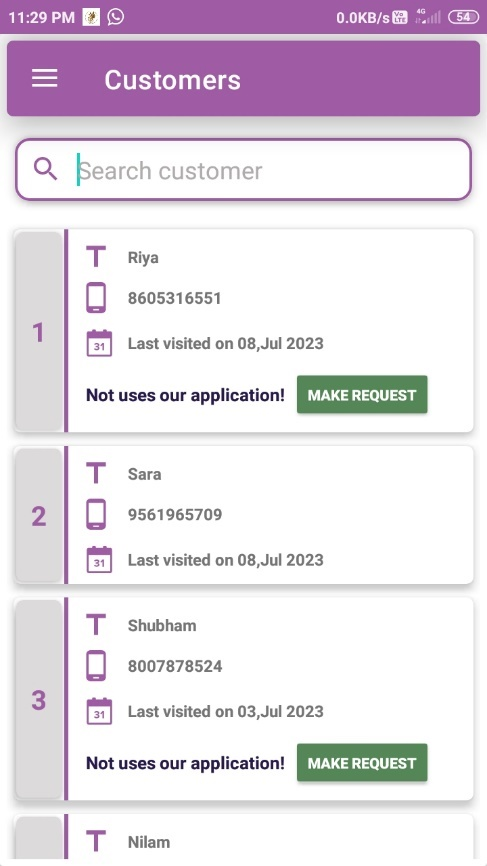 11:29 PM 0.0KB/s Vo LTE 4G 54
Customers
Search customer
1
T Riya
8605316551
31 Last visited on 08,Jul 2023
Not uses our application! MAKE REQUEST
2
T Sara
9561965709
31 Last visited on 08,Jul 2023
3
T Shubham
8007878524
31 Last visited on 03,Jul 2023
Not uses our application! MAKE REQUEST
T Nilam